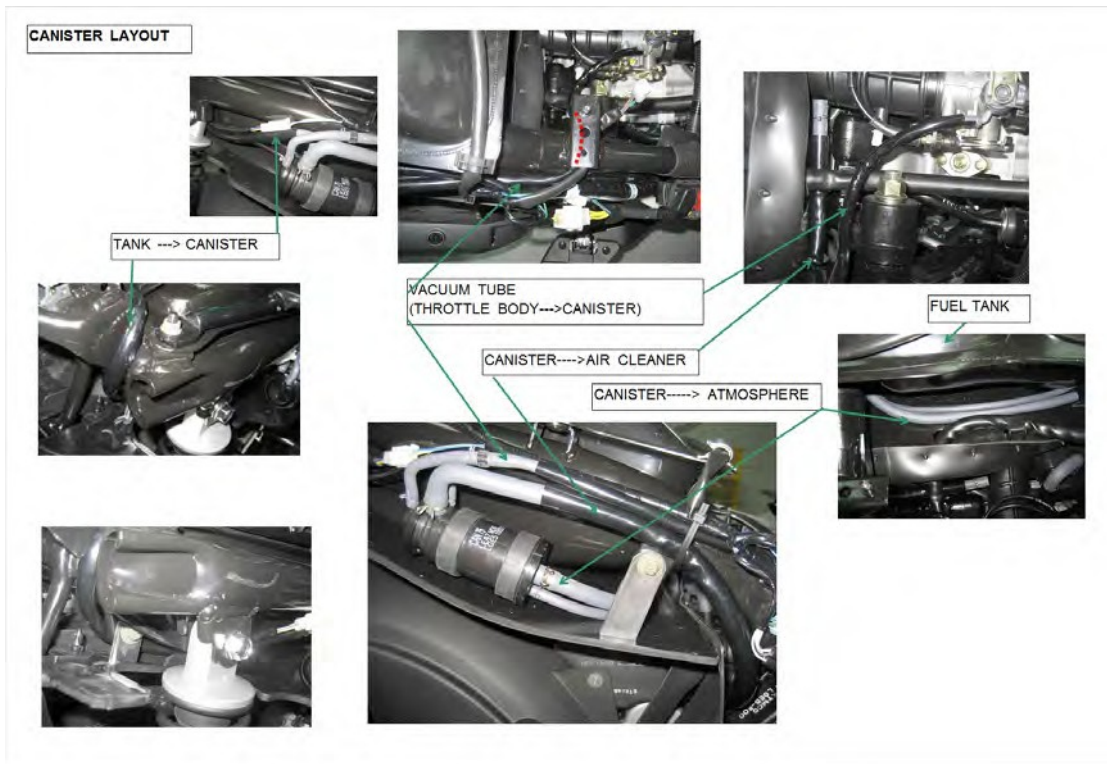 CANISTER LAYOUT
TANK ---> CANISTER
VACUUM TUBE
(THROTTLE BODY--->CANISTER)
FUEL TANK
CANISTER---->AIR CLEANER
CANISTER-----> ATMOSPHERE